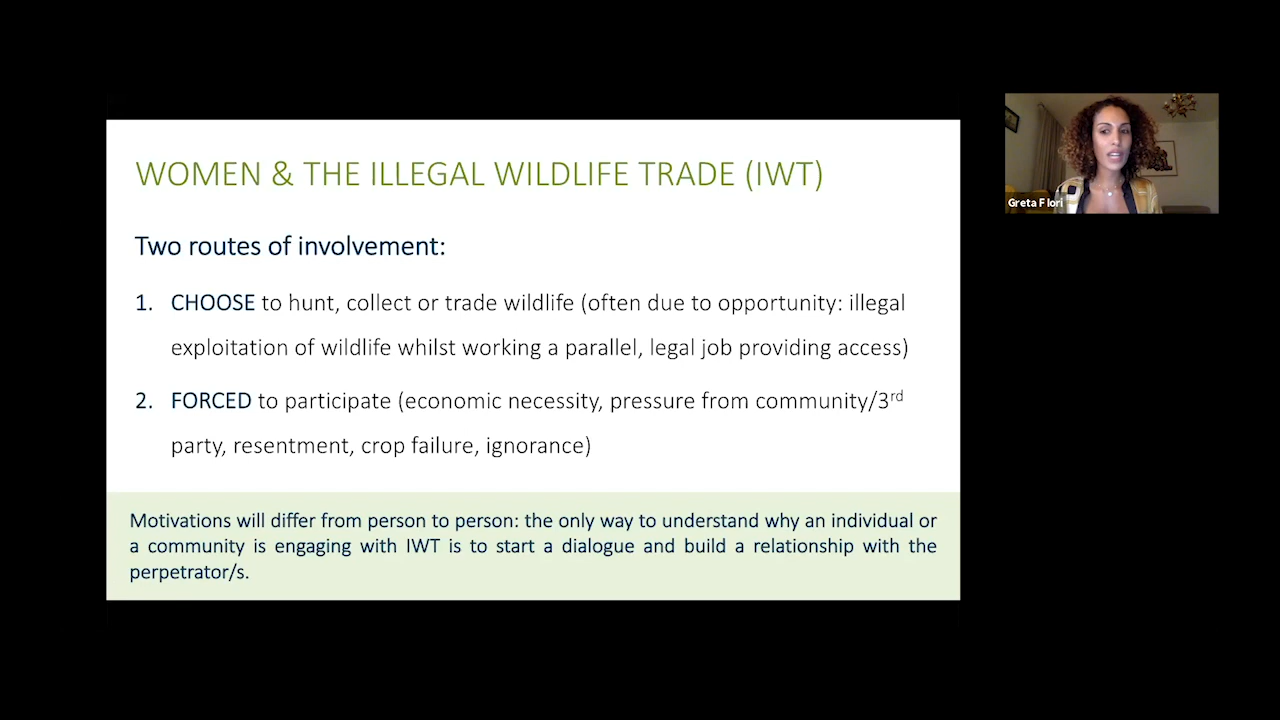 WOMEN & THE ILLEGAL WILDLIFE TRADE (IWT)
Two routes of involvement:
1. CHOOSE to hunt, collect or trade wildlife (often due to opportunity: illegal
exploitation of wildlife whilst working a parallel, legal job providing access)
2. FORCED to participate (economic necessity, pressure from community/3rd
party, resentment, crop failure, ignorance)
Motivations will differ from person to person: the only way to understand why an individual or
a community is engaging with IWT is to start a dialogue and build a relationship with the
perpetrator/s.
Greta F Iori